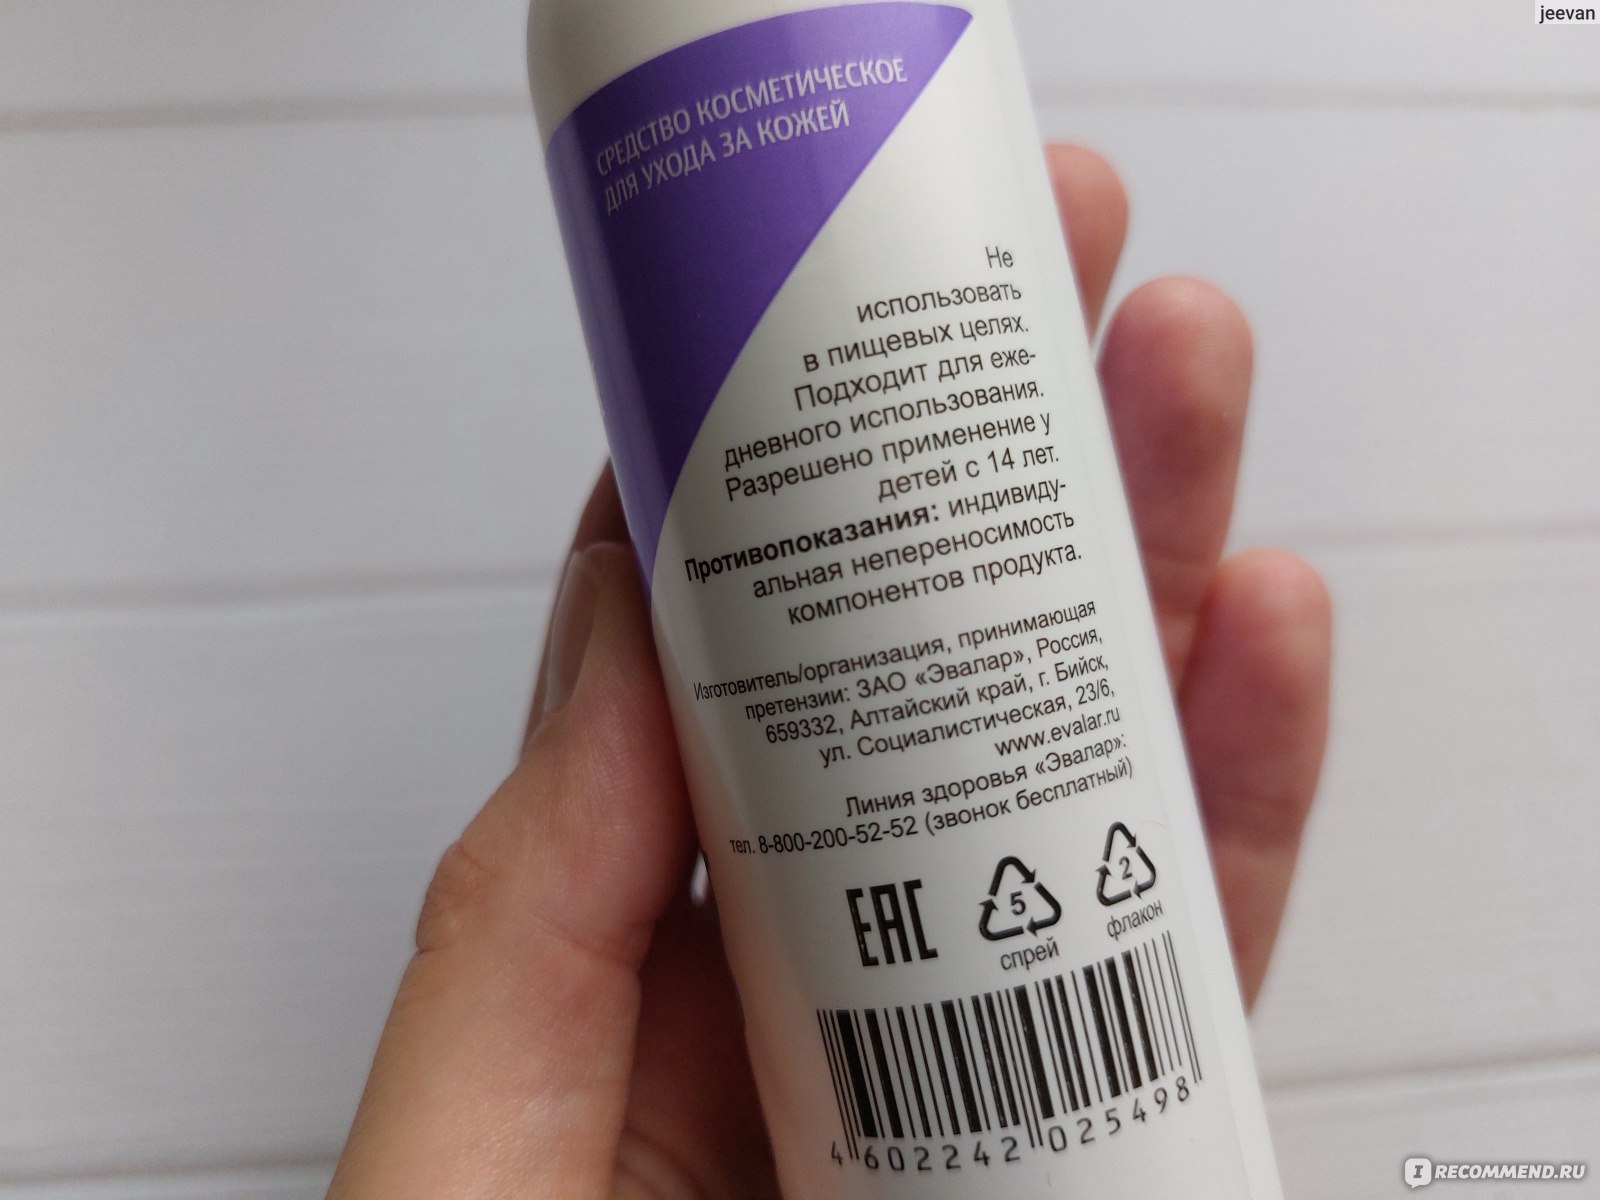 jeevan
СРЕДСТВО КОСМЕТИЧЕСКОЕ
ДЛЯ УХОДА ЗА КОЖЕЙ
Не
использовать
в пищевых целях.
Подходит для еже-
дневного использования.
Разрешено применение у
детей с 14 лет.
Противопоказания: индивиду-
альная непереносимость
компонентов продукта.
Изготовитель/организация, принимающая
претензии: ЗАО «Эвалар», Россия,
659332, Алтайский край, г. Бийск,
ул. Социалистическая, 23/6,
www.evalar.ru
Линия здоровья «Эвалар»:
тел. 8-800-200-52-52 (звонок бесплатный)
EAC
5
спрей
2
флакон
4 602242 025498
IRECOMMEND.RU